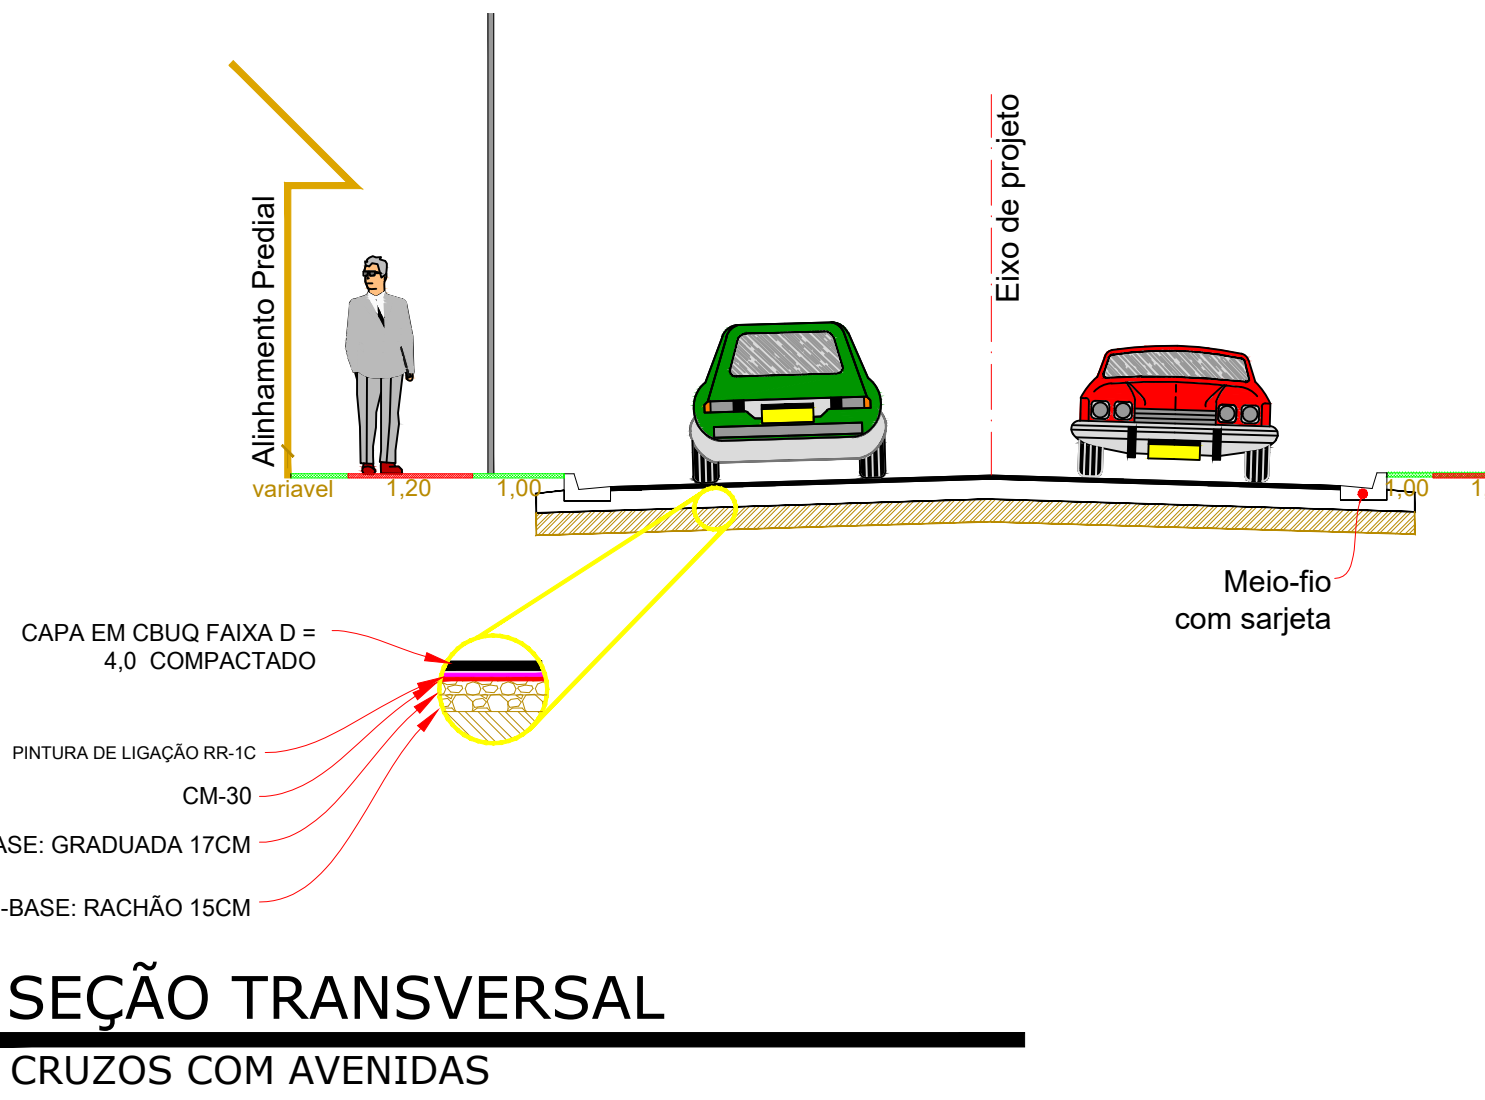 Alinhamento Predial
Eixo de projeto
variavel
1,20
1,00
1,00
1
Meio-fio
com sarjeta
CAPA EM CBUQ FAIXA D =
4,0 COMPACTADO
PINTURA DE LIGAÇÃO RR-1C
CM-30
ASE: GRADUADA 17CM
-BASE: RACHÃO 15CM
SEÇÃO TRANSVERSAL
CRUZOS COM AVENIDAS